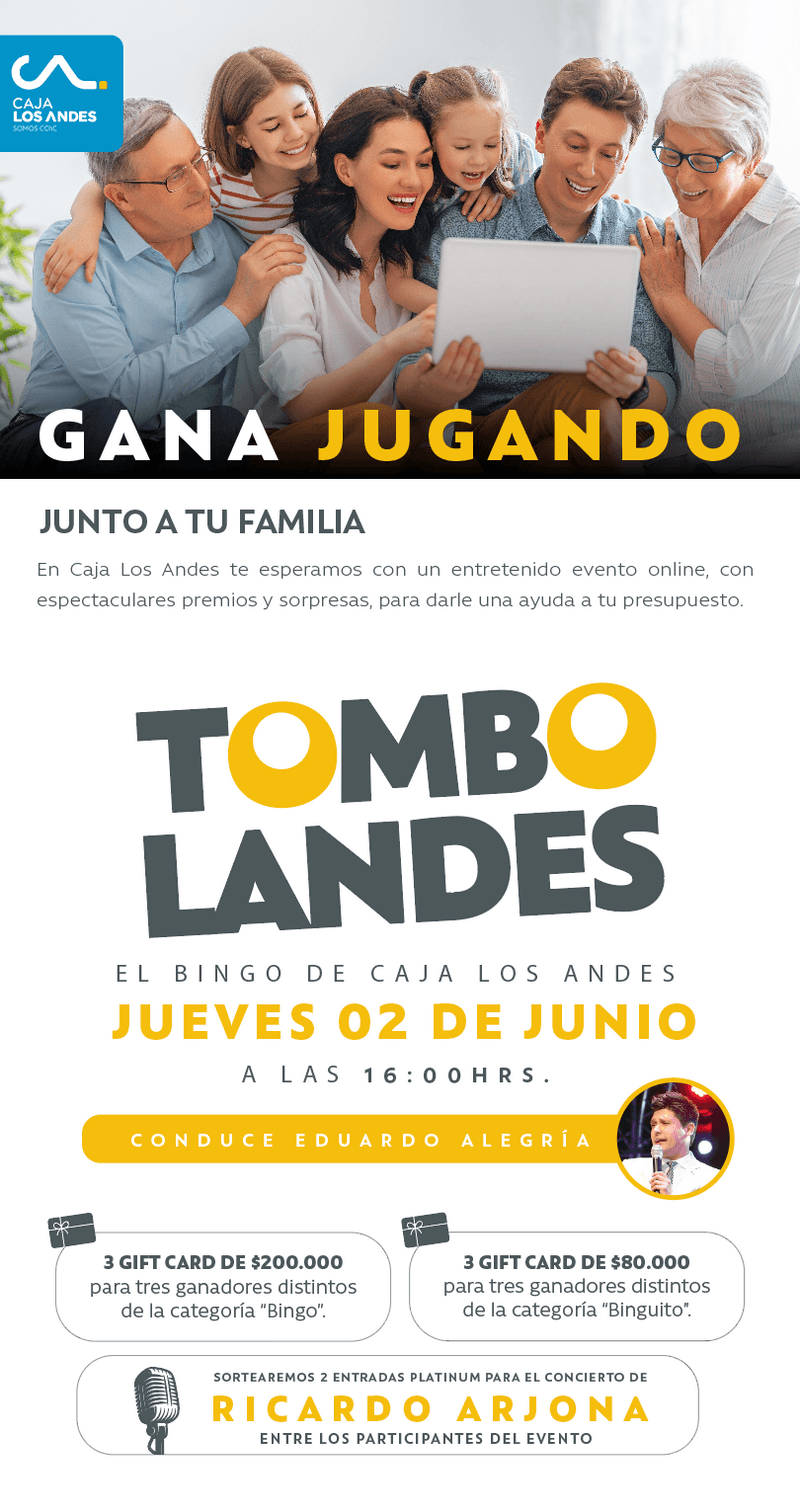 CAJA
LOS ANDES
SOMOS CChC
GANA JUGANDO
JUNTO A TU FAMILIA
En Caja Los Andes te esperamos con un entretenido evento online, con
espectaculares premios y sorpresas, para darle una ayuda a tu presupuesto.
TOMBO
LANDES
EL BINGO DE CAJA LOS ANDES
JUEVES 02 DE JUNIO
A LAS 16:00HRS.
CONDUCE EDUARDO ALEGRÍA
3 GIFT CARD DE $200.000
para tres ganadores distintos
de la categoría “Bingo”.
3 GIFT CARD DE $80.000
para tres ganadores distintos
de la categoría “Binguito”.
SORTEAREMOS 2 ENTRADAS PLATINUM PARA EL CONCIERTO DE
RICARDO ARJONA
ENTRE LOS PARTICIPANTES DEL EVENTO